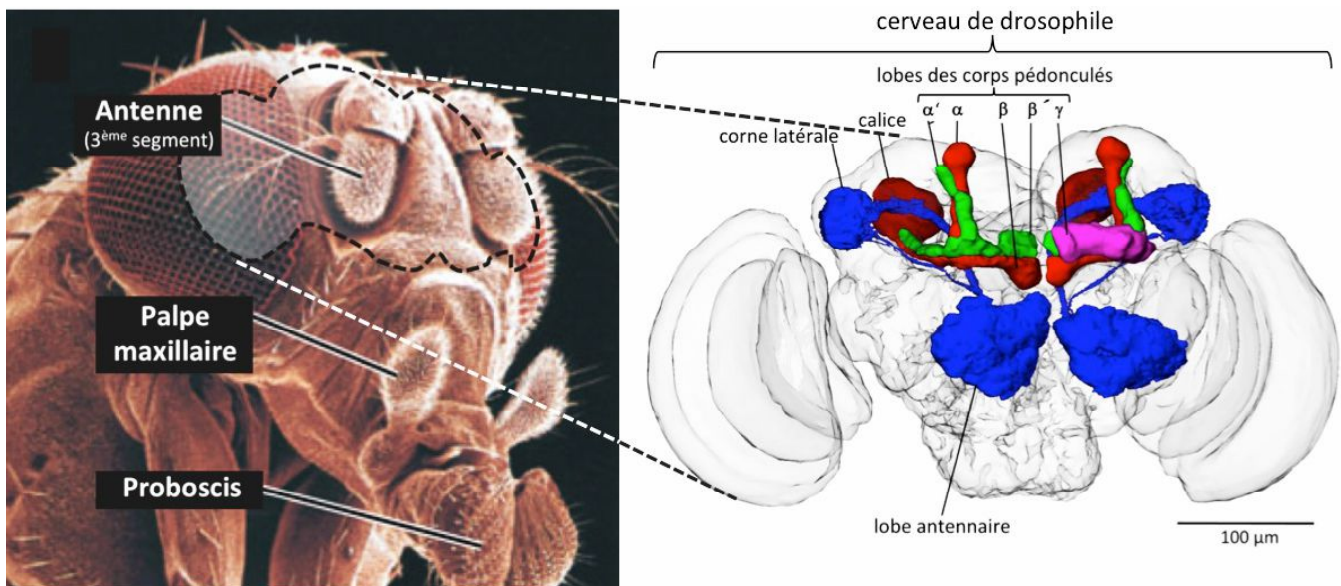 Antenne
(3ème segment)
Palpe
maxillaire
Proboscis
cerveau de drosophile
lobes des corps pédonculés
α′ α β β´ γ
calice
corne latérale
lobe antennaire
100 µm